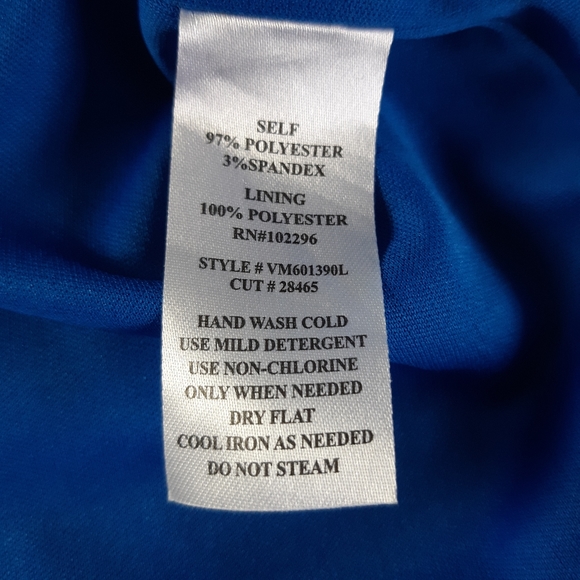 SELF
97% POLYESTER
3%SPANDEX
LINING
100% POLYESTER
RN#102296
STYLE # VM601390L
CUT # 28465
HAND WASH COLD
USE MILD DETERGENT
USE NON-CHLORINE
ONLY WHEN NEEDED
DRY FLAT
COOL IRON AS NEEDED
DO NOT STEAM